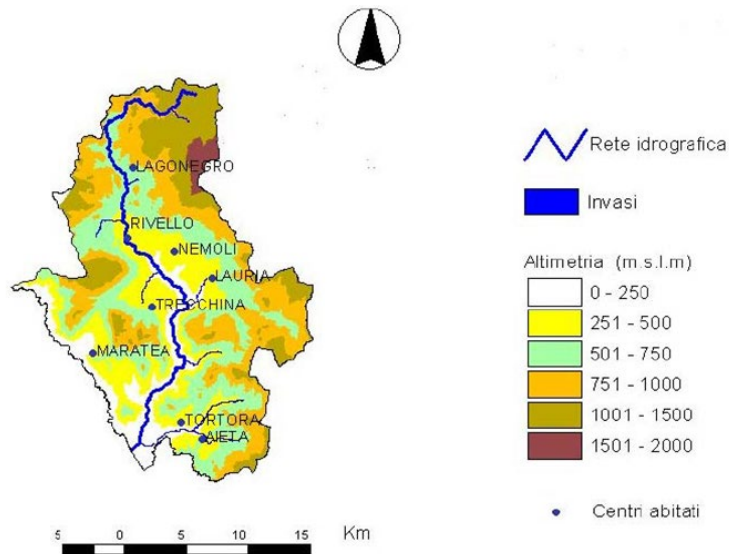 LAGONEGRO
RIVELLO
NEMOLI
LAURIA
TRECCHINA
MARATEA
TORTORA
AIETA
Rete idrografica
Invasi
Altimetria (m.s.l.m)
0 - 250
251 - 500
501 - 750
751 - 1000
1001 - 1500
1501 - 2000
Centri abitati
5 0 5 10 15 Km